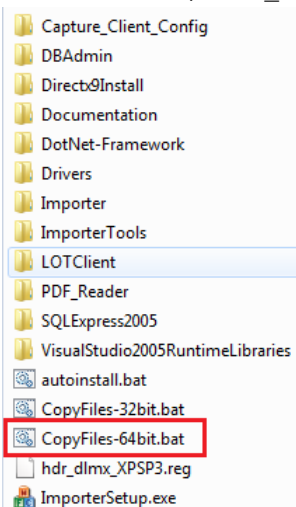 Capture_Client_Config
DBAdmin
Directx9Install
Documentation
DotNet-Framework
Drivers
Importer
ImporterTools
LOTClient
PDF_Reader
SQLExpress2005
VisualStudio2005RuntimeLibraries
autoinstall.bat
CopyFiles-32bit.bat
CopyFiles-64bit.bat
hdr_dlmx_XPSP3.reg
ImporterSetup.exe